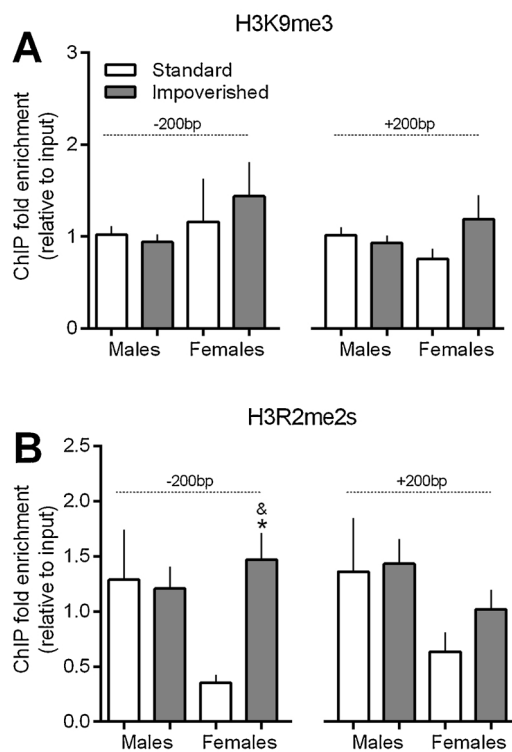 H3K9me3
A
3
2
1
0
ChIP fold enrichment
(relative to input)
Standard
Impoverished
-200bp
+200bp
Males Females Males Females
H3R2me2s
B
2.5
2.0
1.5
1.0
0.5
0.0
ChIP fold enrichment
(relative to input)
-200bp
+200bp
&
*
Males Females Males Females